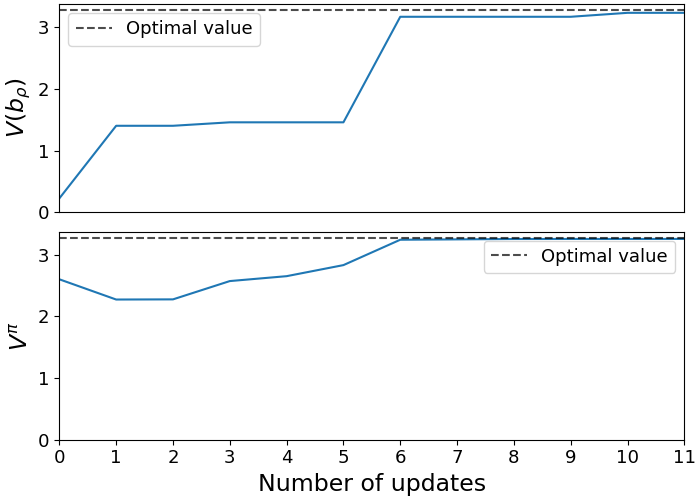 3
2
1
0
V(b_ρ)
Optimal value
3
2
1
0
V^π
Optimal value
0 1 2 3 4 5 6 7 8 9 10 11
Number of updates